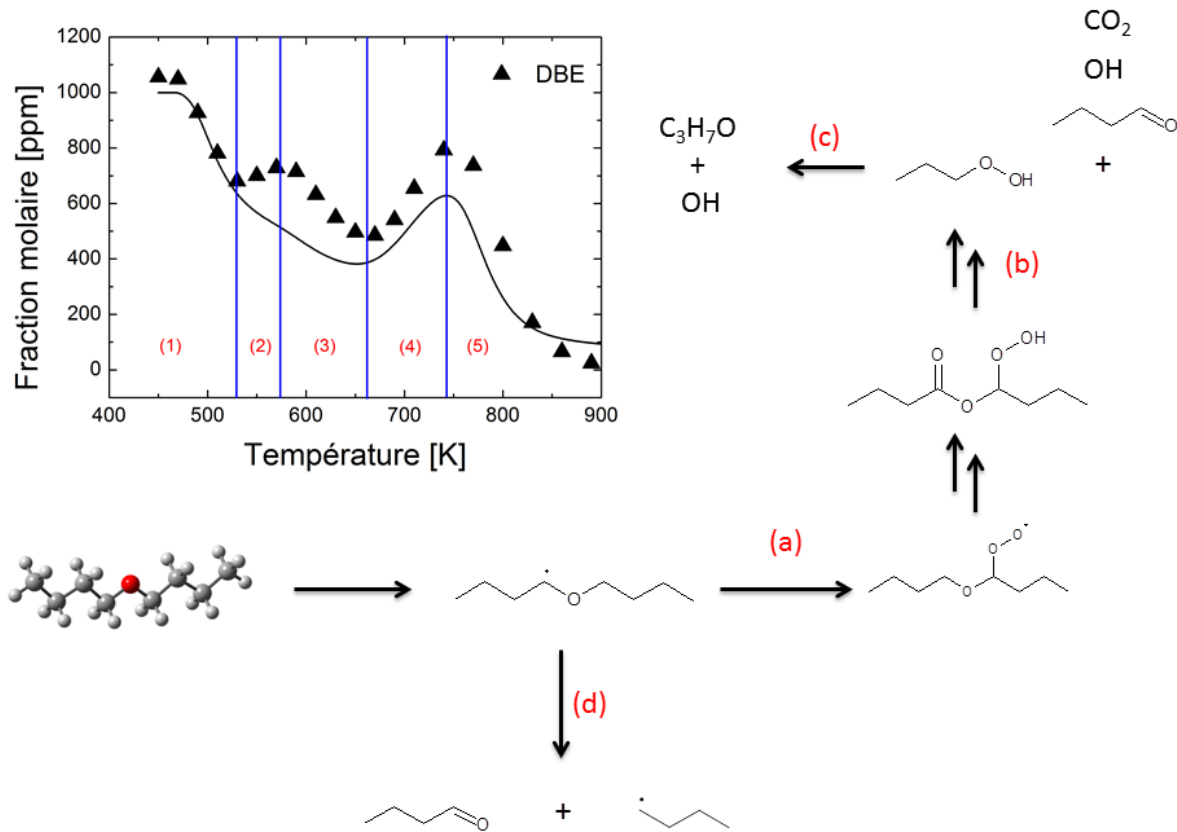 1200
1000
800
600
400
200
0
Fraction molaire [ppm]
DBE
(1)
(2)
(3)
(4)
(5)
400
500
600
700
800
900
Température [K]
CO2
OH
O
+
C3H7O
+
OH
(c)
O
OH
(b)
O
O
OH
O
(a)
O
O
O
O
(d)
O
+